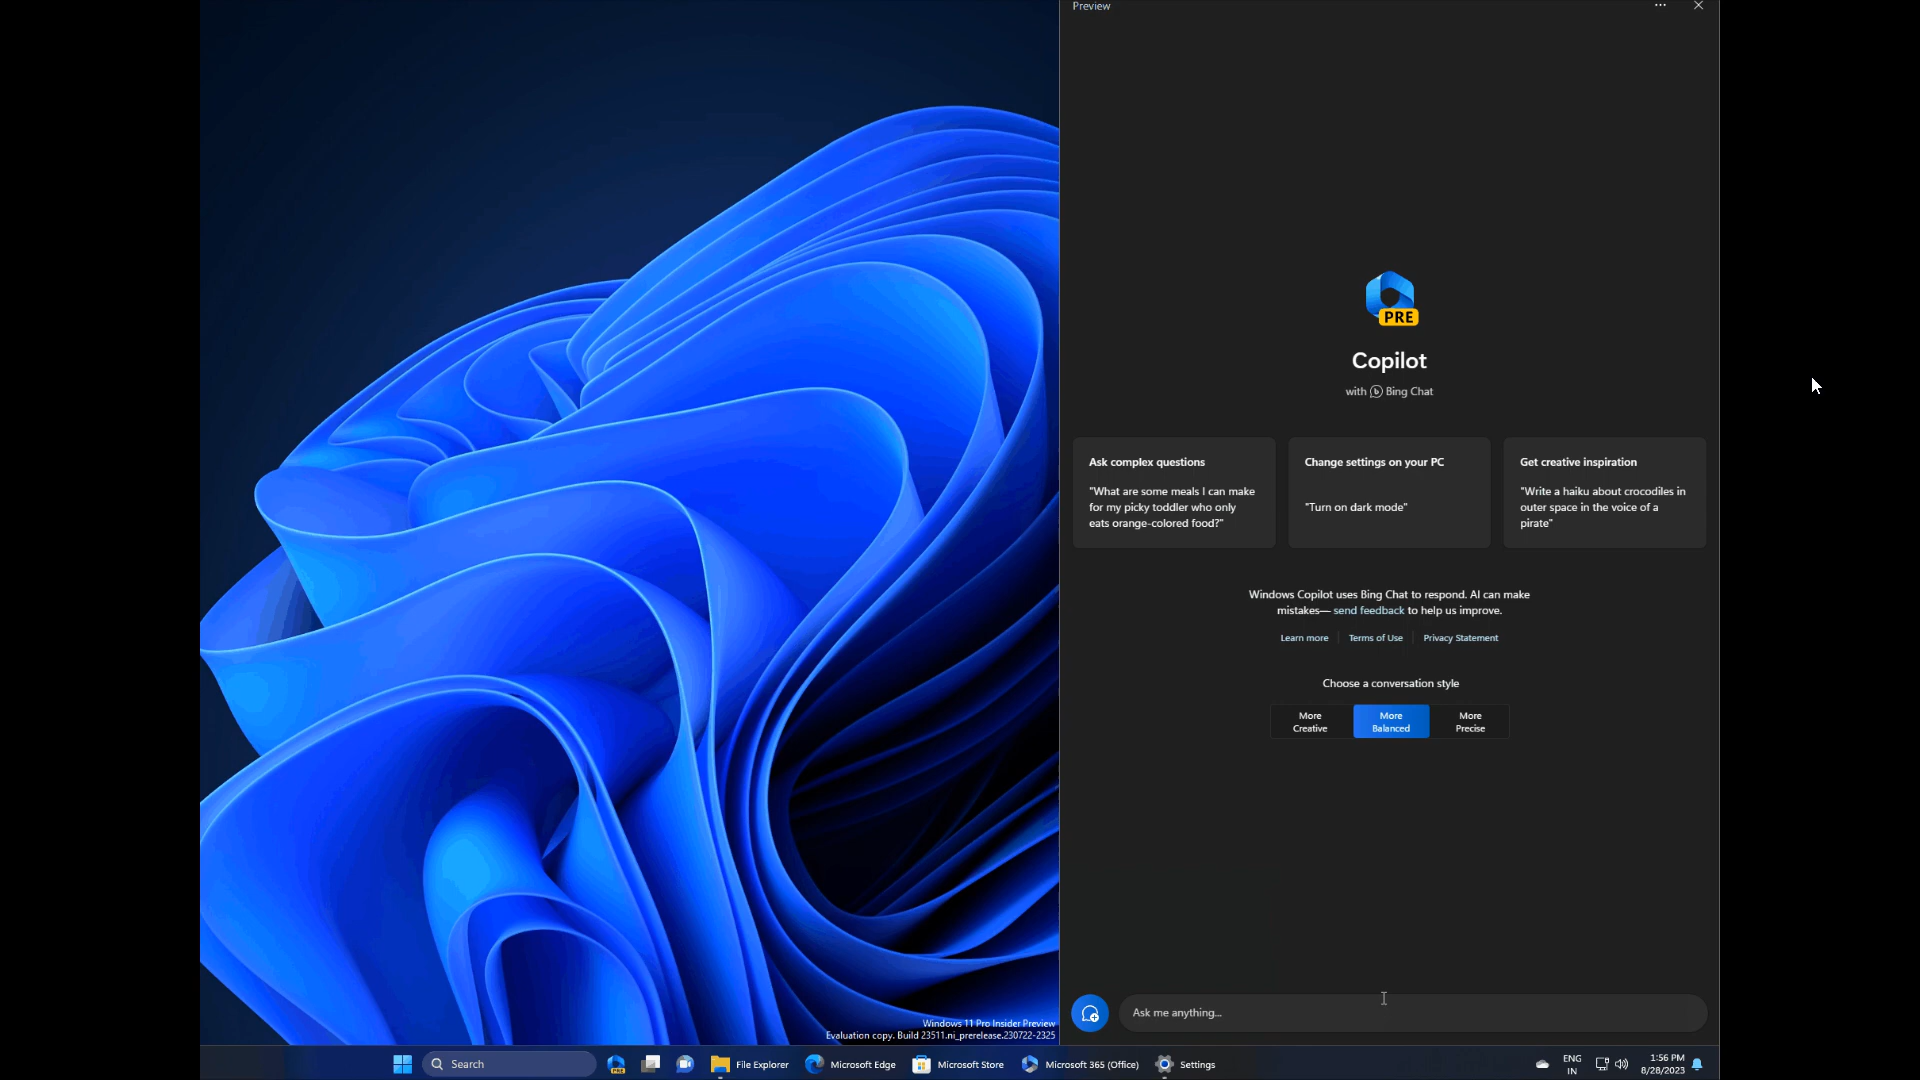 Preview
PRE
Copilot
with Bing Chat
Ask complex questions
"What are some meals I can make
for my picky toddler who only
eats orange-colored food?"
Change settings on your PC
"Turn on dark mode"
Get creative inspiration
"Write a haiku about crocodiles in
outer space in the voice of a
pirate"
Windows Copilot uses Bing Chat to respond. AI can make
mistakes— send feedback to help us improve.
Learn more
Terms of Use
Privacy Statement
Choose a conversation style
More
Creative
More
Balanced
More
Precise
Ask me anything...
Windows 11 Pro Insider Preview
Evaluation copy. Build 23511.ni_prerelease.230722-2325
Search
PRE
File Explorer
Microsoft Edge
Microsoft Store
Microsoft 365 (Office)
Settings
ENG
IN
1:56 PM
8/28/2023